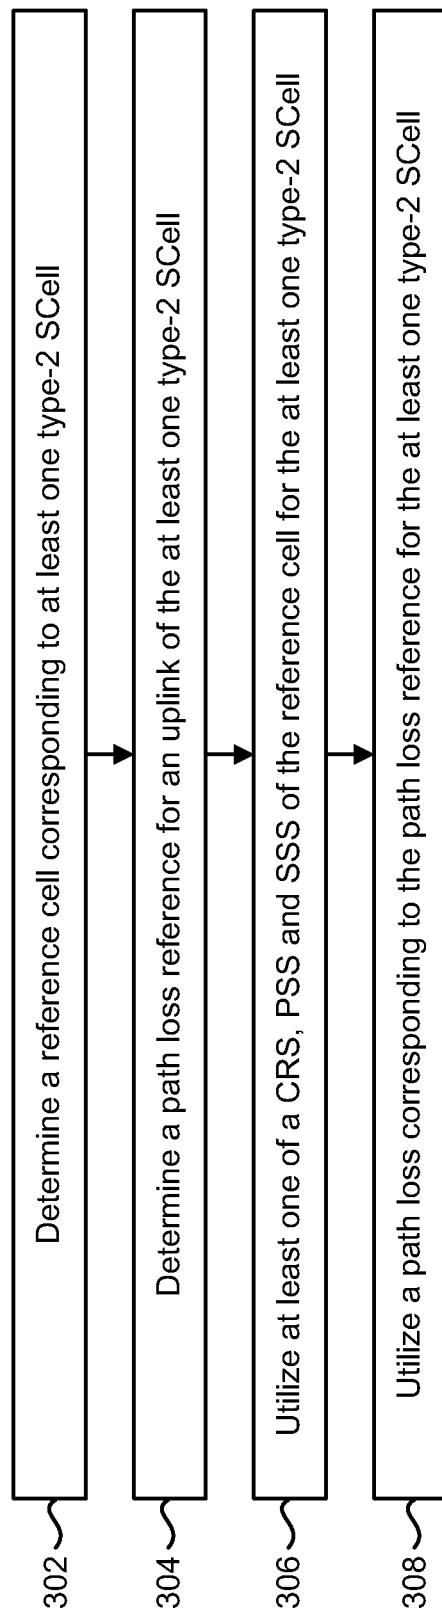 302
Determine a reference cell corresponding to at least one type-2 SCell
304
Determine a path loss reference for an uplink of the at least one type-2 SCell
306
Utilize at least one of a CRS, PSS and SSS of the reference cell for the at least one type-2 SCell
308
Utilize a path loss corresponding to the path loss reference for the at least one type-2 SCell